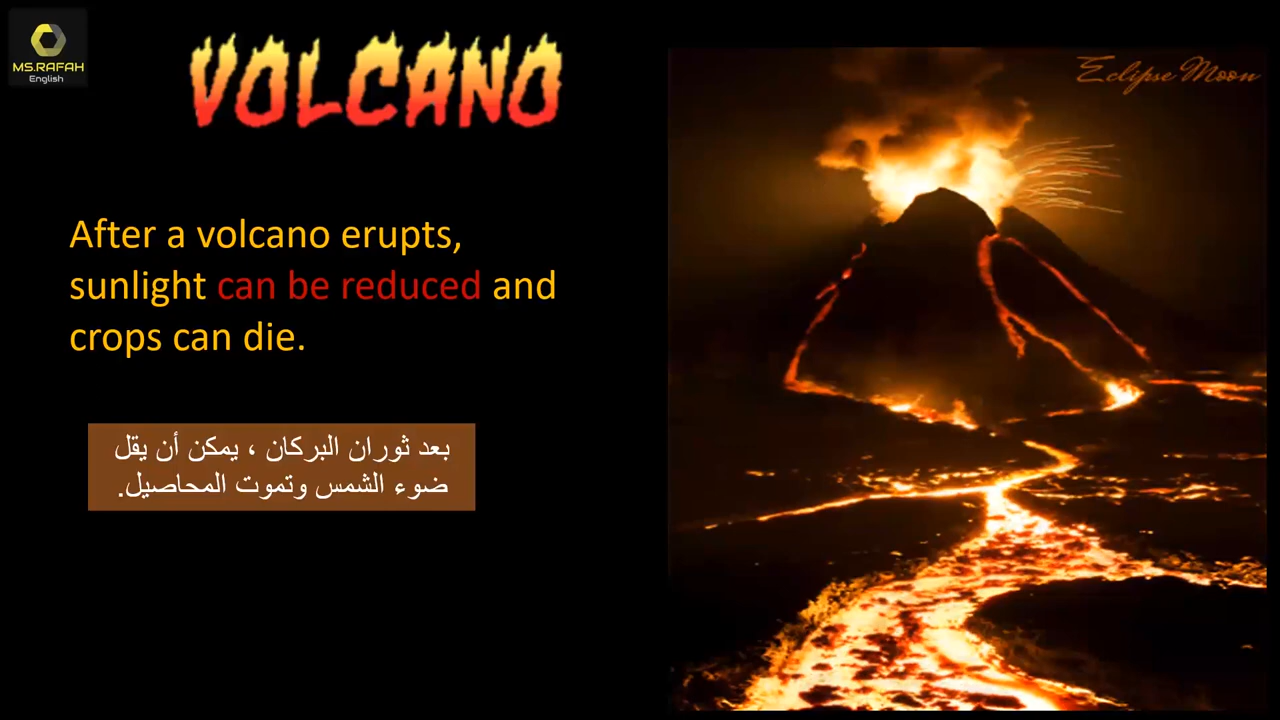 MS.RAFAH
English
VOLCANO
Eclipse Moon
After a volcano erupts,
sunlight can be reduced and
crops can die.
بعد ثوران البركان ، يمكن أن يقل
ضوء الشمس وتموت المحاصيل.